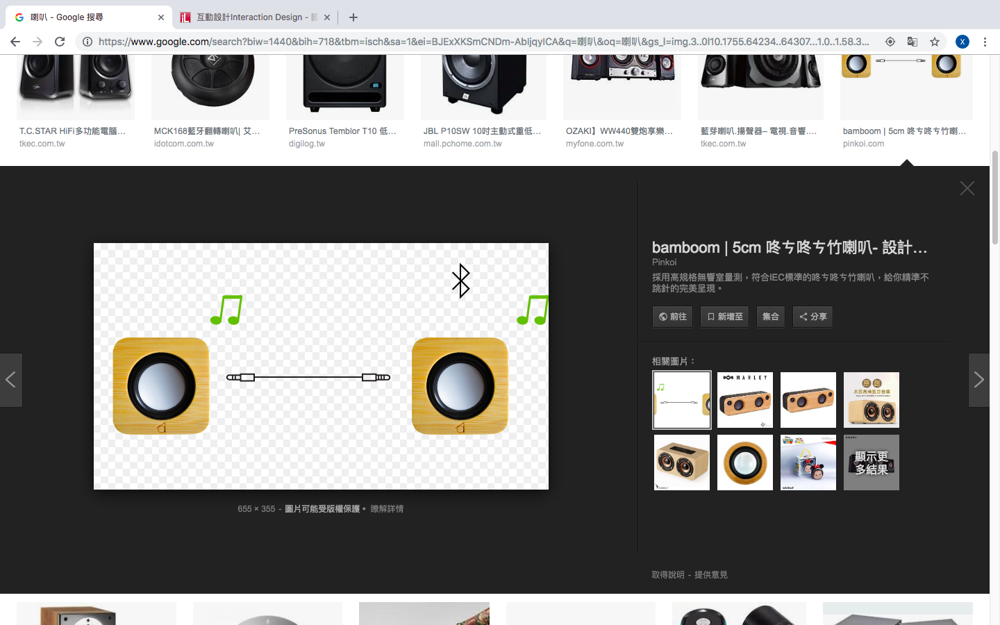 喇叭 - Google 搜尋
互動設計Interaction Design -
https://www.google.com/search?biw=1440&bih=718&tbm=isch&sa=1&ei=BJExXKSmCNDm-AbljqyICA&q=喇叭&oq=喇叭&gs_l=img.3..0l10.1755.64234..64307...1.0..1.58.3...
X
T.C.STAR HiFi多功能電腦...
tkec.com.tw
MCK168藍牙翻轉喇叭| 艾...
idotcom.com.tw
PreSonus Temblor T10 低...
digilog.tw
JBL P10SW 10吋主動式重低...
mall.pchome.com.tw
OZAKI】WW440雙炮享樂...
myfone.com.tw
藍芽喇叭.揚聲器– 電視.音響....
tkec.com.tw
bamboom | 5cm 咚ㄘ咚ㄘ竹喇...
pinkoi.com
bamboom | 5cm 咚ㄘ咚ㄘ竹喇叭- 設計...
Pinkoi
採用高規格無響室量測，符合IEC標準的咚ㄘ咚ㄘ竹喇叭，給你精準不
跳針的完美呈現。
前往
新增至
集合
分享
相關圖片：
MARLEY
顯示更
多結果
655 × 355 - 圖片可能受版權保護。 瞭解詳情
取得說明 - 提供意見